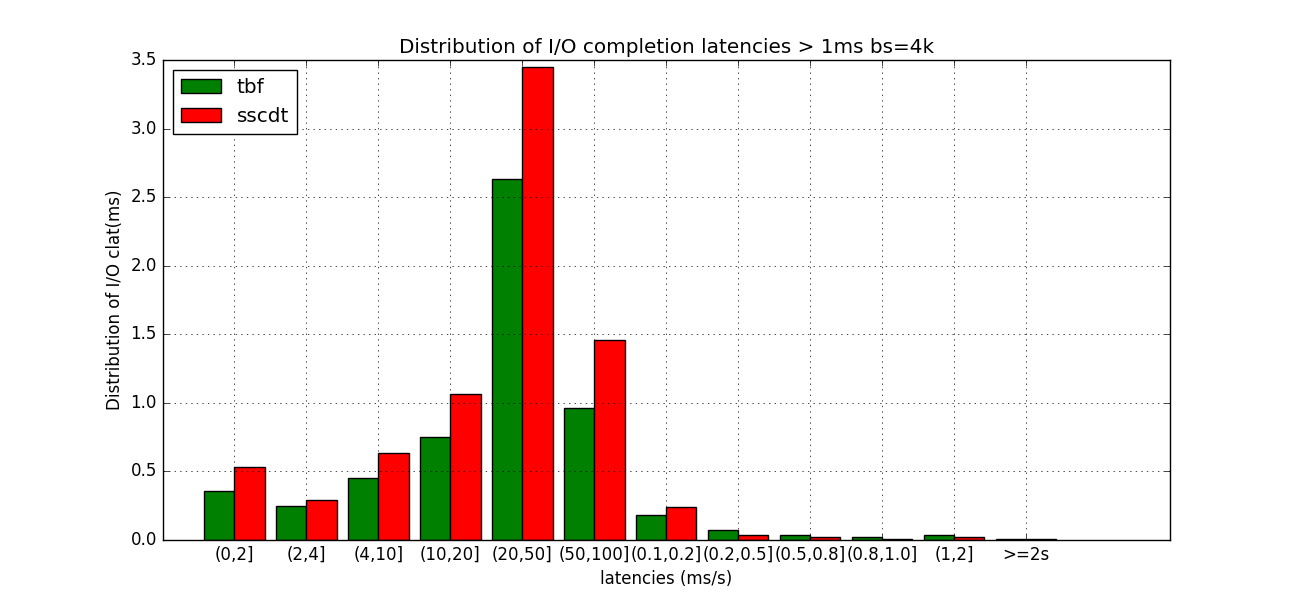 Distribution of I/O completion latencies > 1ms bs=4k
3.5
3.0
2.5
2.0
1.5
1.0
0.5
0.0
Distribution of I/O clat(ms)
tbf
sscdt
(0,2] (2,4] (4,10] (10,20] (20,50] (50,100] (0.1,0.2] (0.2,0.5] (0.5,0.8] (0.8,1.0] (1,2] >=2s
latencies (ms/s)